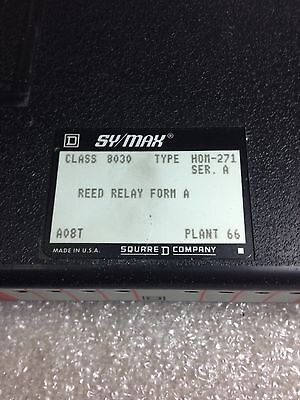 D SY/MAX®
CLASS 8030 TYPE HOM-271
SER. A
REED RELAY FORM A
A08T PLANT 66
MADE IN U.S.A. SQUARE D COMPANY